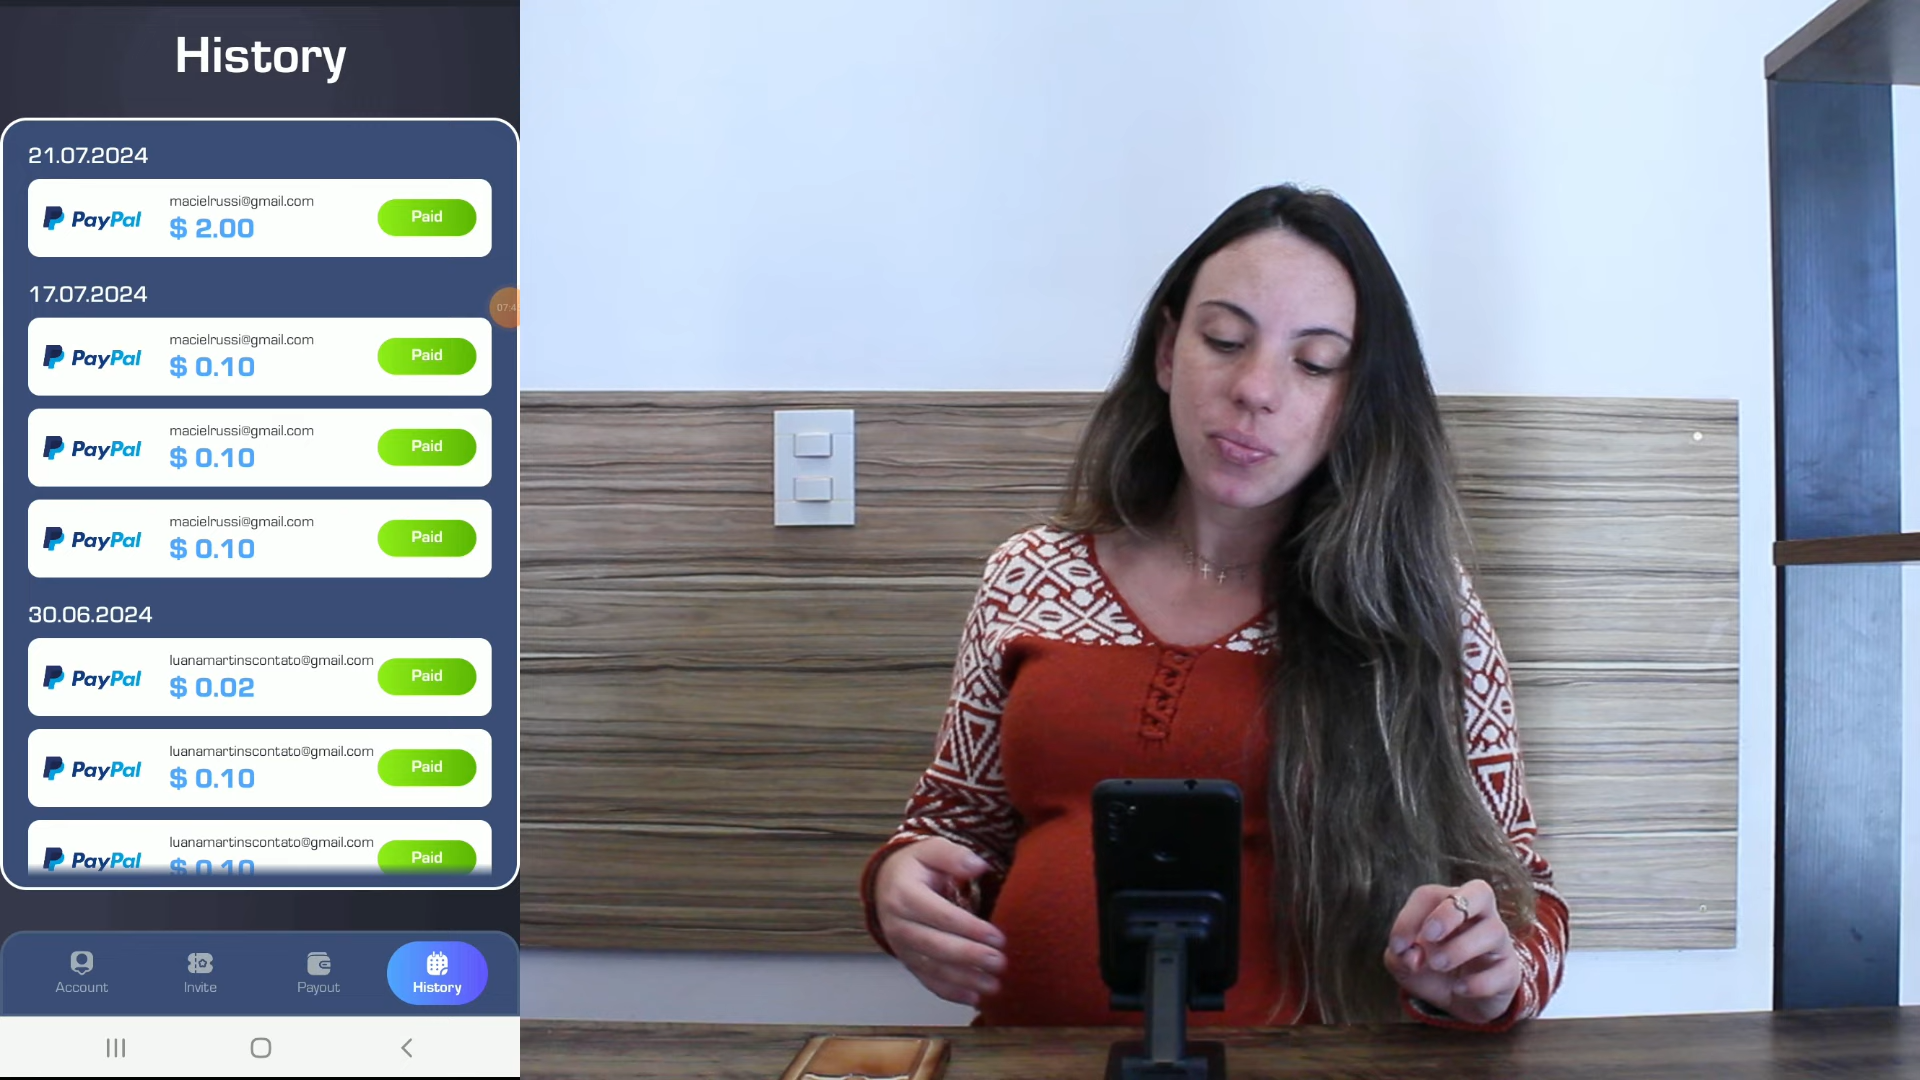 History
21.07.2024
PayPal
macielrussi@gmail.com
$ 2.00
Paid
17.07.2024
PayPal
macielrussi@gmail.com
$ 0.10
Paid
PayPal
macielrussi@gmail.com
$ 0.10
Paid
PayPal
macielrussi@gmail.com
$ 0.10
Paid
30.06.2024
PayPal
luanamartinscontato@gmail.com
$ 0.02
Paid
PayPal
luanamartinscontato@gmail.com
$ 0.10
Paid
PayPal
luanamartinscontato@gmail.com
$ 0.10
Paid
Account
Invite
Payout
History